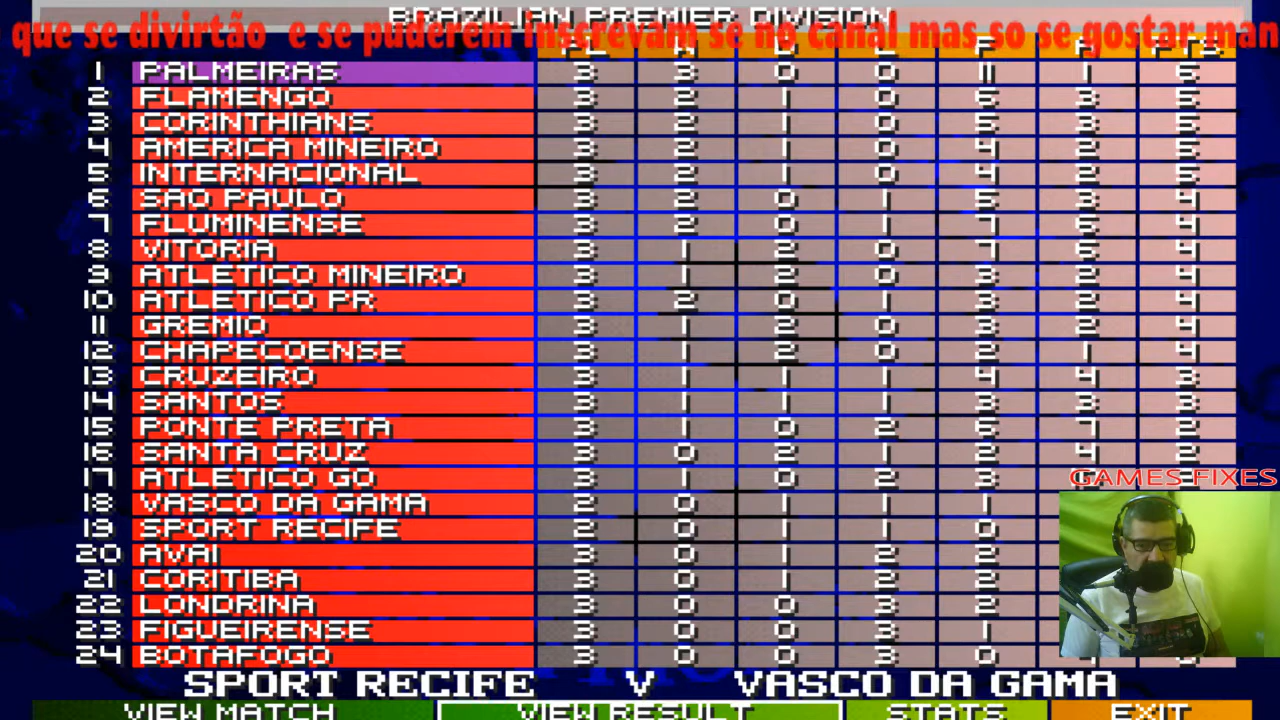 BRAZILIAN PREMIER DIVISION
que se divirtão e se puderem inscrevam se no canal mas so se gostar man
1 PALMEIRAS 3 3 0 0 11 1 6
2 FLAMENGO 3 2 1 0 6 3 5
3 CORINTHIANS 3 2 1 0 5 3 5
4 AMERICA MINEIRO 3 2 1 0 4 2 5
5 INTERNACIONAL 3 2 1 0 4 2 5
6 SAO PAULO 3 2 0 1 5 3 4
7 FLUMINENSE 3 2 0 1 7 6 4
8 VITORIA 3 1 2 0 7 6 4
9 ATLETICO MINEIRO 3 1 2 0 3 2 4
10 ATLETICO PR 3 2 0 1 3 2 4
11 GREMIO 3 1 2 0 3 2 4
12 CHAPECOENSE 3 1 2 0 2 1 4
13 CRUZEIRO 3 1 1 1 4 4 3
14 SANTOS 3 1 1 1 3 3 3
15 PONTE PRETA 3 1 0 2 6 7 2
16 SANTA CRUZ 3 0 2 1 2 4 2
17 ATLETICO GO 3 1 0 2 3
GAMES FIXES
18 VASCO DA GAMA 2 0 1 1 1
19 SPORT RECIFE 2 0 1 1 0
20 AVAI 3 0 1 2 2
21 CORITIBA 3 0 1 2 2
22 LONDRINA 3 0 0 3 2
23 FIGUEIRENSE 3 0 0 3 1
24 BOTAFOGO 3 0 0 3 0
SPORT RECIFE V VASCO DA GAMA
VIEW MATCH VIEW RESULT STATS EXIT